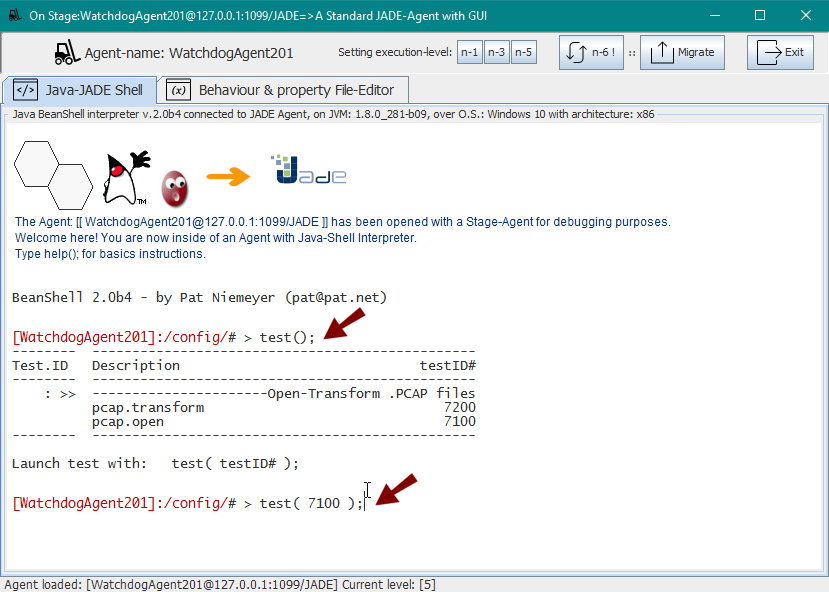 On Stage:WatchdogAgent201@127.0.0.1:1099/JADE=>A Standard JADE-Agent with GUI
Agent-name: WatchdogAgent201 Setting execution-level: n-1 n-3 n-5 n-6 ! :: Migrate Exit
</> Java-JADE Shell (x) Behaviour & property File-Editor
Java BeanShell interpreter v.2.0b4 connected to JADE Agent, on JVM: 1.8.0_281-b09, over O.S.: Windows 10 with architecture: x86
TM Jade
The Agent: [[ WatchdogAgent201@127.0.0.1:1099/JADE ]] has been opened with a Stage-Agent for debugging purposes.
Welcome here! You are now inside of an Agent with Java-Shell Interpreter.
Type help(); for basics instructions.
BeanShell 2.0b4 - by Pat Niemeyer (pat@pat.net)
[WatchdogAgent201]:/config/# > test();
-------- ------------------------------------------------
Test.ID Description testID#
-------- ------------------------------------------------
: >> ----------------------Open-Transform .PCAP files
pcap.transform 7200
pcap.open 7100
-------- ------------------------------------------------
Launch test with: test( testID# );
[WatchdogAgent201]:/config/# > test( 7100 );
Agent loaded: [WatchdogAgent201@127.0.0.1:1099/JADE] Current level: [5]